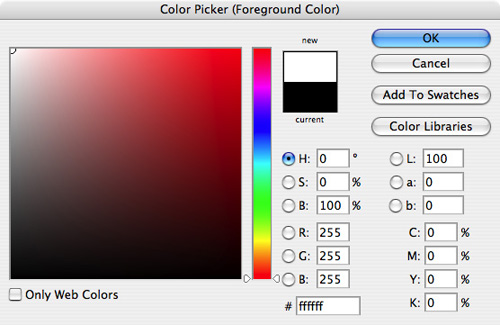 Color Picker (Foreground Color)
new
current
OK
Cancel
Add To Swatches
Color Libraries
H: 0 °
L: 100
S: 0 %
a: 0
B: 100 %
b: 0
R: 255
C: 0 %
G: 255
M: 0 %
B: 255
Y: 0 %
Only Web Colors
# ffffff
K: 0 %